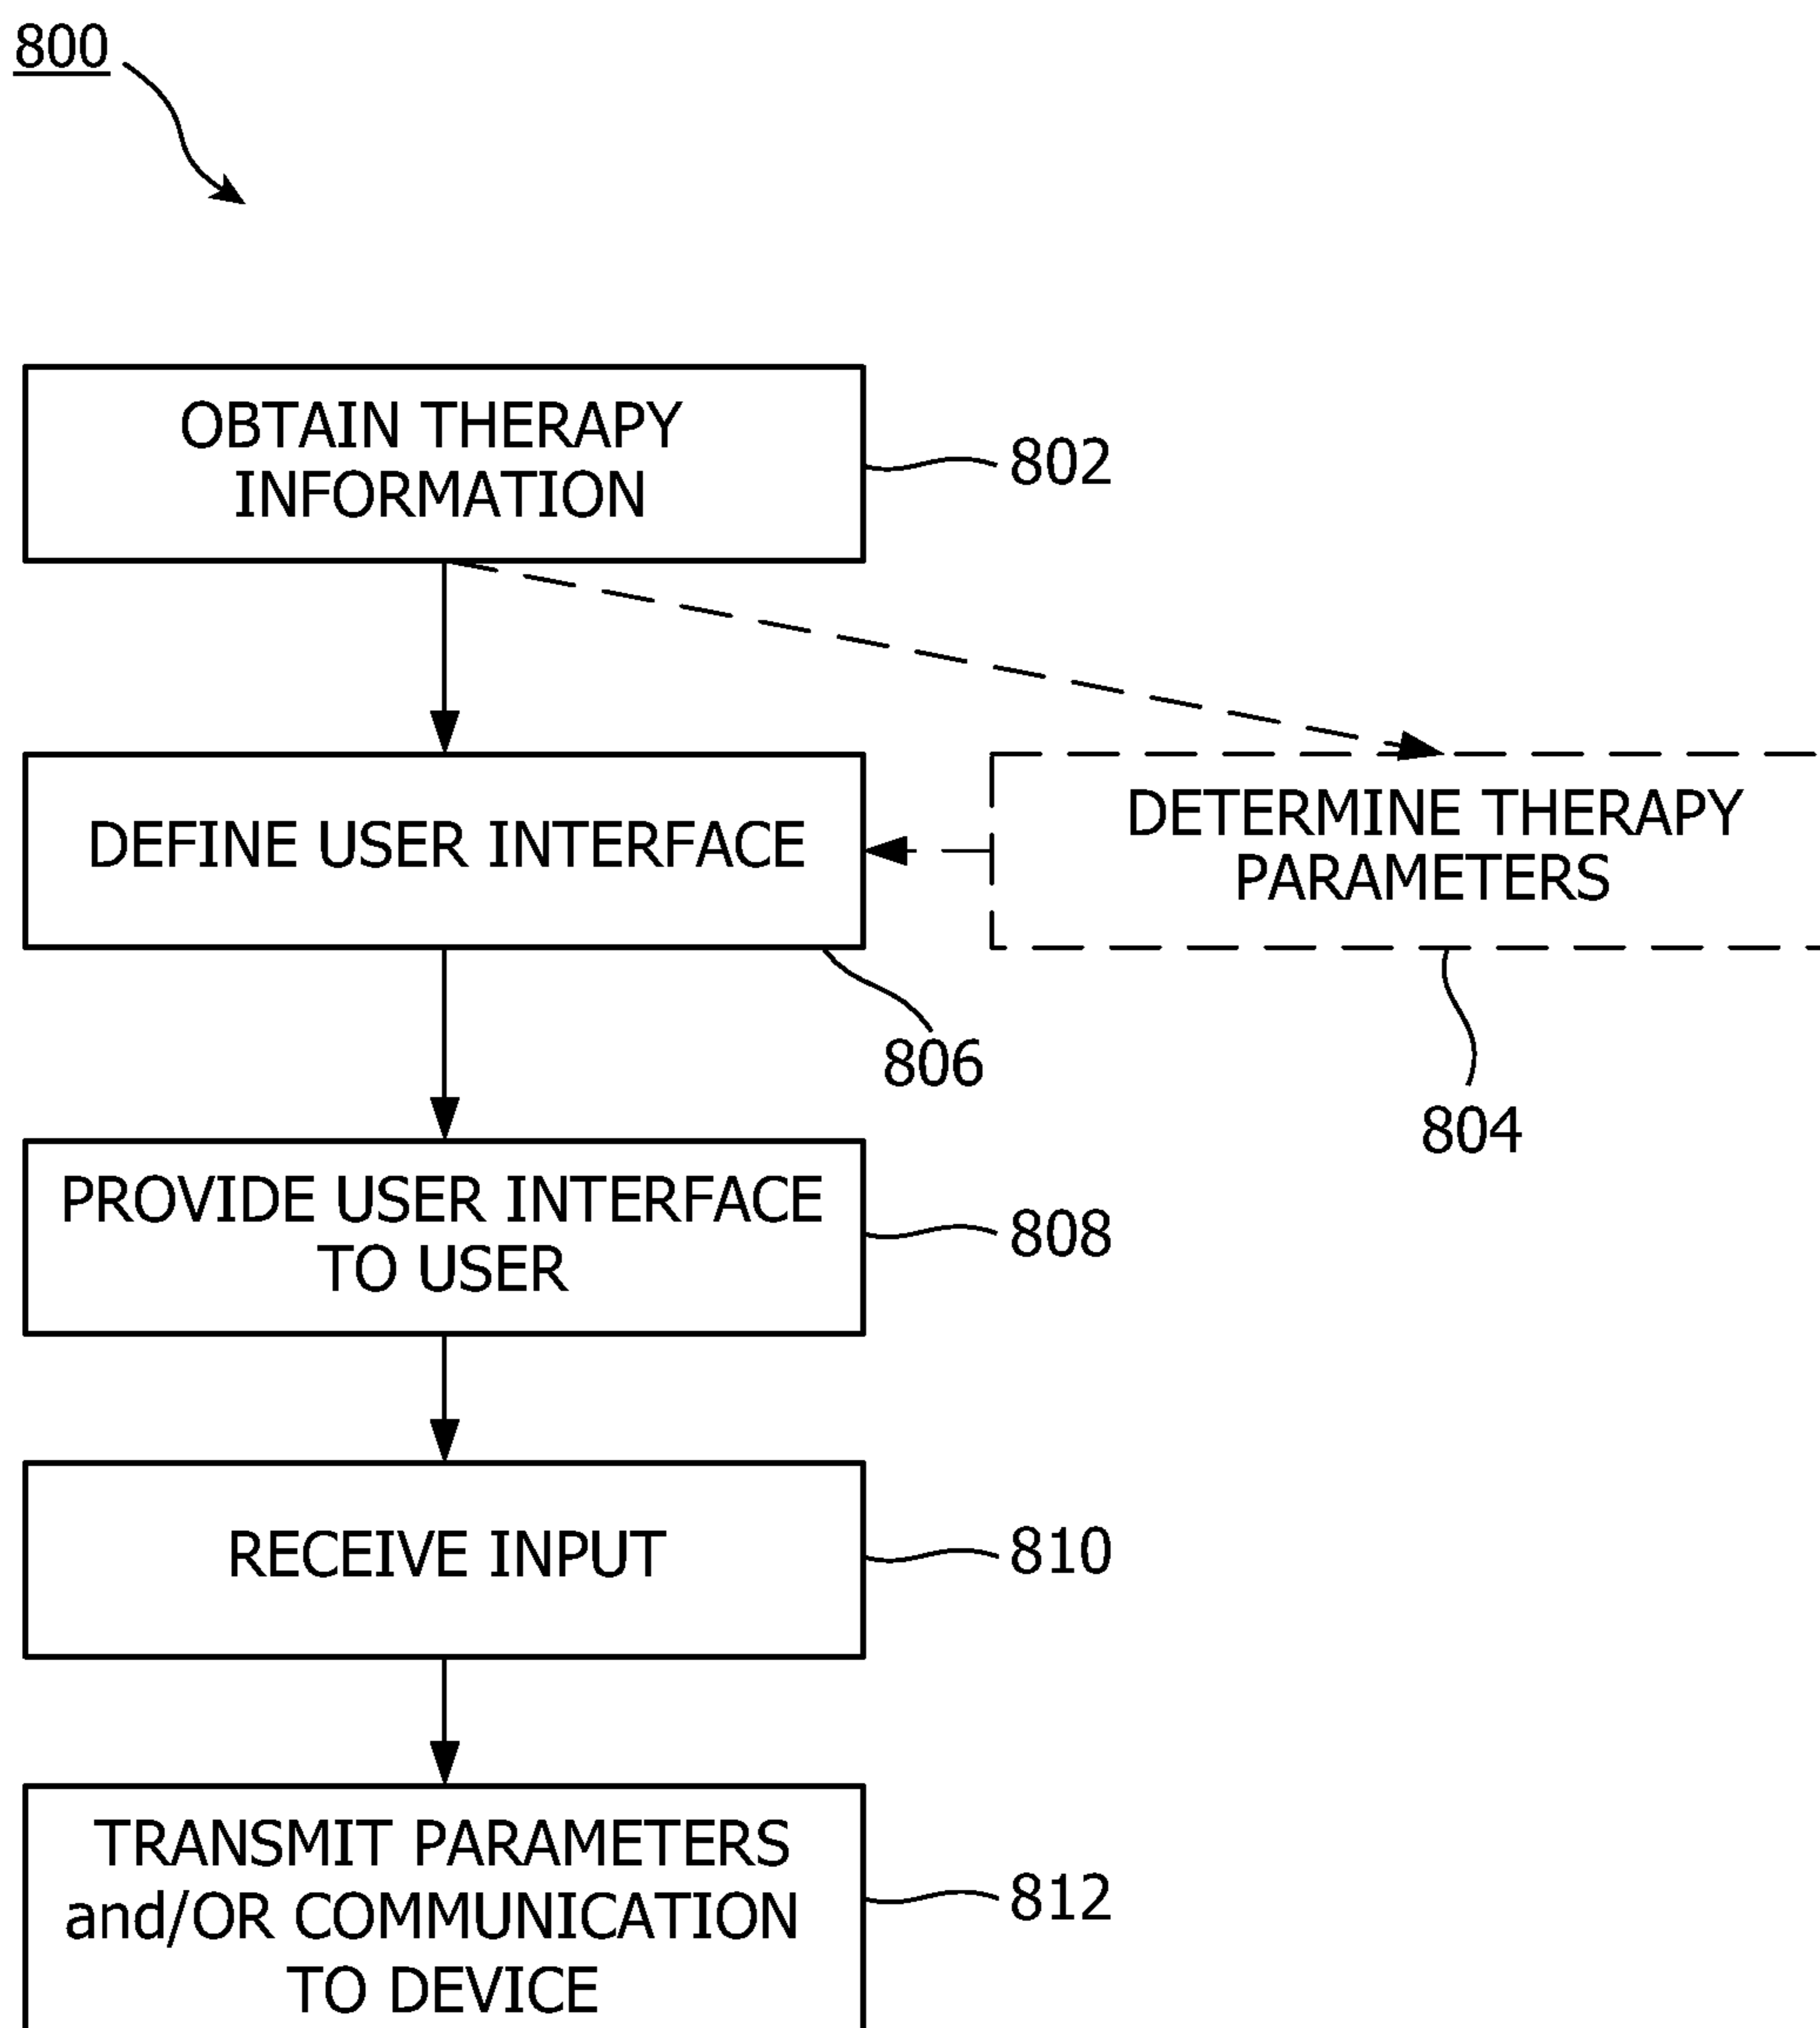 800
OBTAIN THERAPY
INFORMATION
802
DEFINE USER INTERFACE
806
DETERMINE THERAPY
PARAMETERS
804
PROVIDE USER INTERFACE
TO USER
808
RECEIVE INPUT
810
TRANSMIT PARAMETERS
and/OR COMMUNICATION
TO DEVICE
812